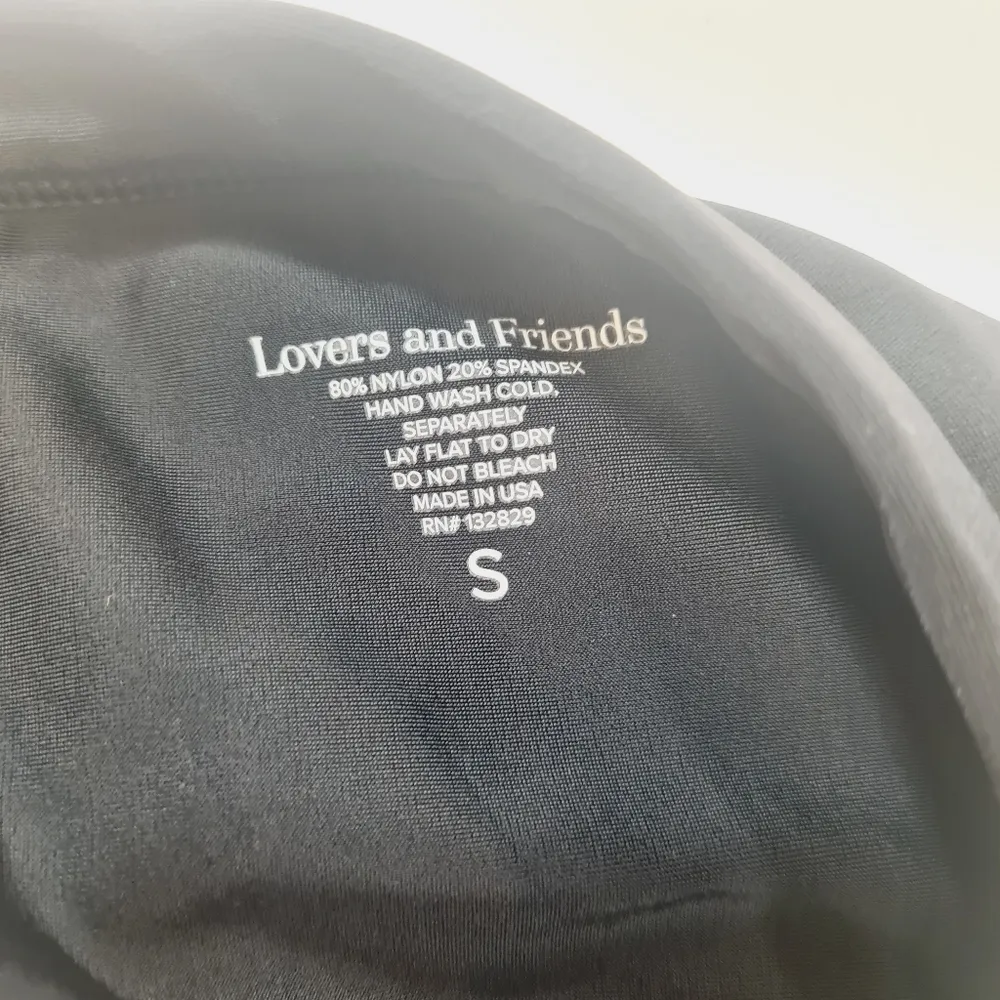 Lovers and Friends
80% NYLON 20% SPANDEX
HAND WASH COLD,
SEPARATELY
LAY FLAT TO DRY
DO NOT BLEACH
MADE IN USA
RN# 132829
S